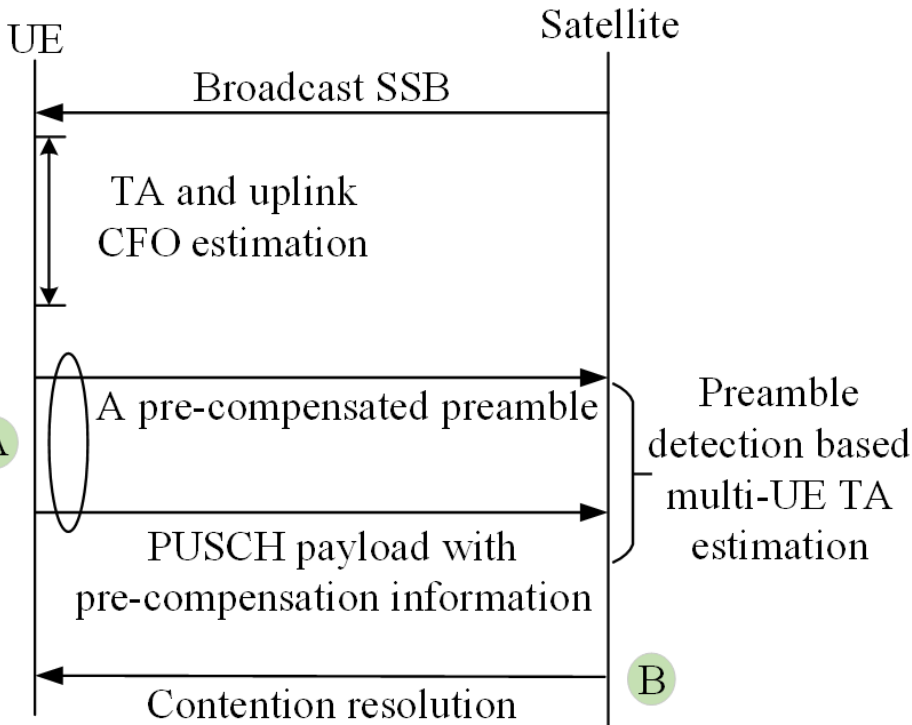 UE
Satellite
Broadcast SSB
TA and uplink
CFO estimation
A pre-compensated preamble
A
PUSCH payload with
pre-compensation information
Preamble
detection based
multi-UE TA
estimation
B
Contention resolution